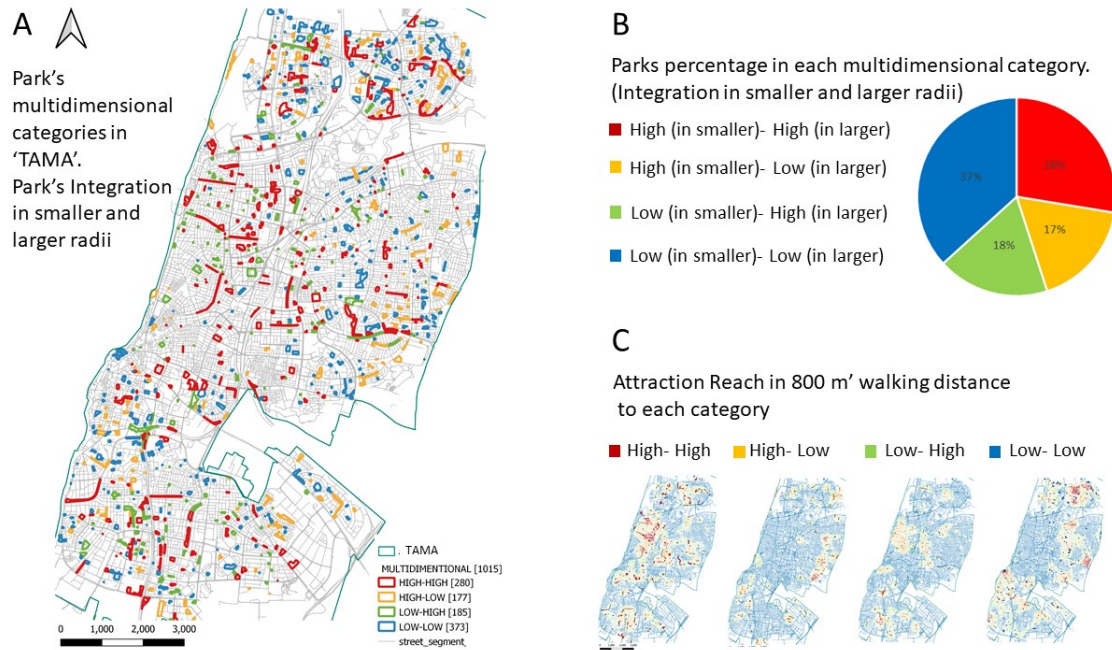 A
Park's
multidimensional
categories in
'TAMA'.
Park's Integration
in smaller and
larger radii
. TAMA
MULTIDIMENTIONAL [1015]
HIGH-HIGH [280]
HIGH-LOW [177]
LOW-HIGH [185]
LOW-LOW [373]
street_segment,
0 1,000 2,000 3,000
B
Parks percentage in each multidimensional category.
(Integration in smaller and larger radii)
High (in smaller)- High (in larger)
High (in smaller)- Low (in larger)
Low (in smaller)- High (in larger)
Low (in smaller)- Low (in larger)
28%
17%
18%
37%
C
Attraction Reach in 800 m' walking distance
to each category
High- High
High- Low
Low- High
Low- Low